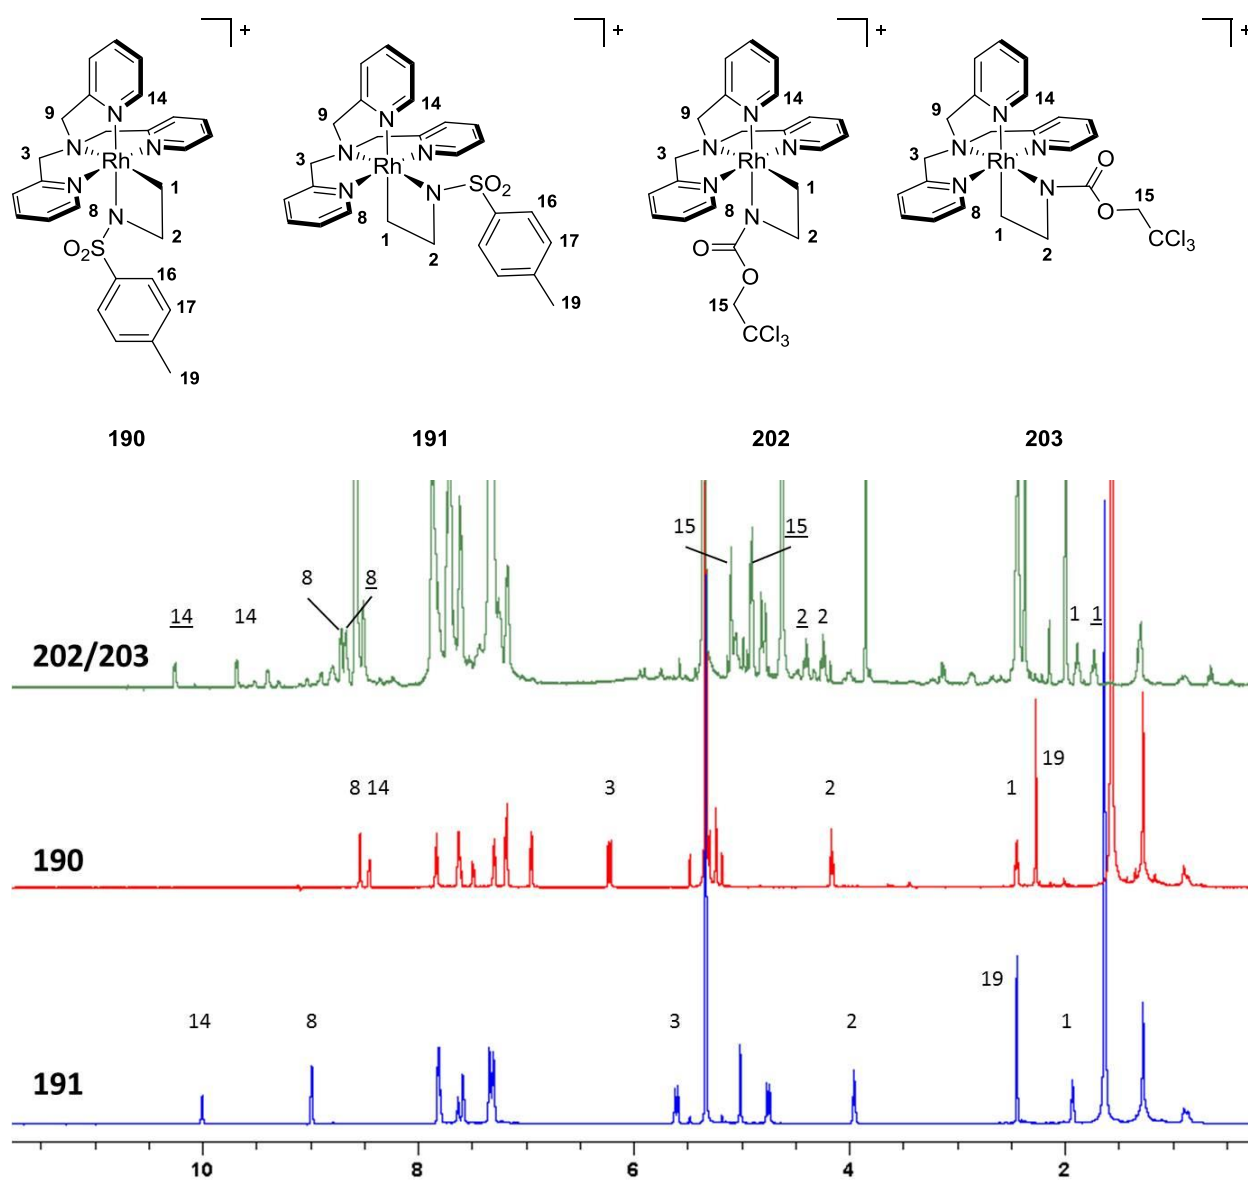 + + + +
9 14 9 14 9 14 9 14
N N N N
3 N Rh N 3 N Rh N 3 N Rh N 3 N Rh N O
N 1 N N SO2 N 1 N N O 15
8 8 16 8 8
N 2 1 17 N 2 1 CCl3
O2S 2 O 2
16 19 O
17 15
CCl3
19
190 191 202 203
15 15
8 8
14 14 2 2 1 1
202/203
8 14 3 2 1 19
190
19
14 8 3 2 1
191
10 8 6 4 2